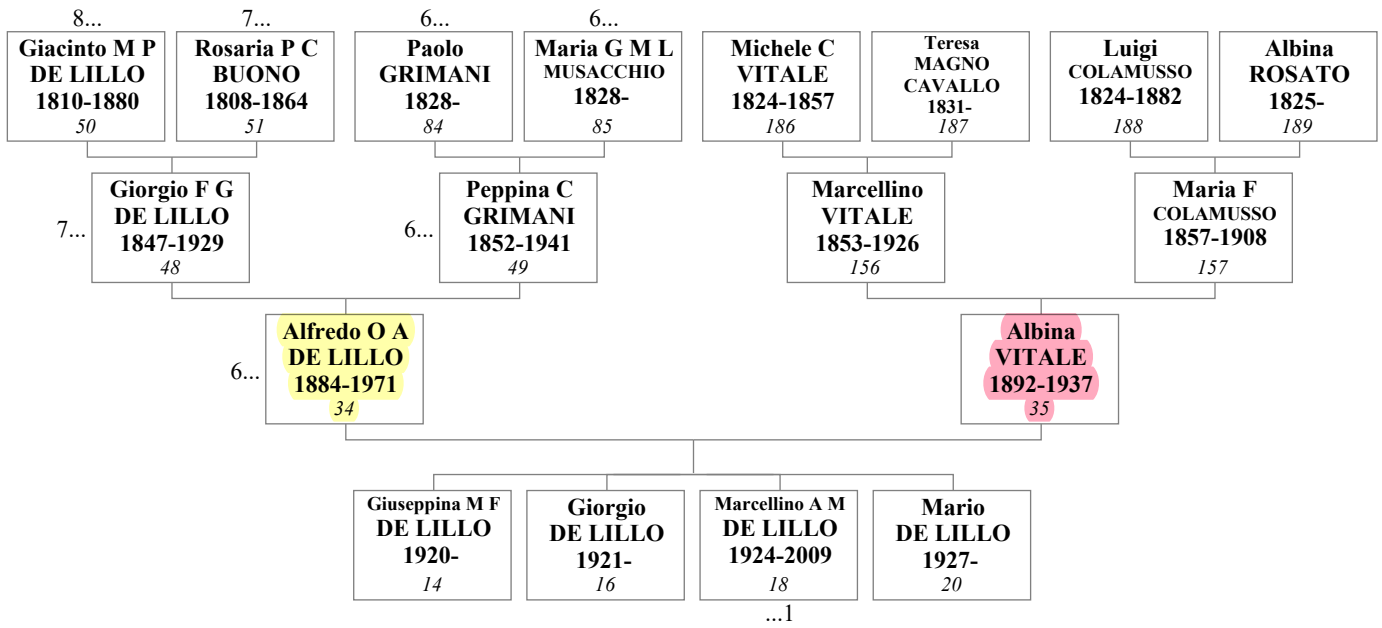 8...
7...
6...
6...
Giacinto M P
DE LILLO
1810-1880
50
Rosaria P C
BUONO
1808-1864
51
Paolo
GRIMANI
1828-
84
Maria G M L
MUSACCHIO
1828-
85
Michele C
VITALE
1824-1857
186
Teresa
MAGNO
CAVALLO
1831-
187
Luigi
COLAMUSSO
1824-1882
188
Albina
ROSATO
1825-
189
7...
Giorgio F G
DE LILLO
1847-1929
48
6...
Peppina C
GRIMANI
1852-1941
49
Marcellino
VITALE
1853-1926
156
Maria F
COLAMUSSO
1857-1908
157
6...
Alfredo O A
DE LILLO
1884-1971
34
Albina
VITALE
1892-1937
35
Giuseppina M F
DE LILLO
1920-
14
Giorgio
DE LILLO
1921-
16
Marcellino A M
DE LILLO
1924-2009
18
Mario
DE LILLO
1927-
20
...1